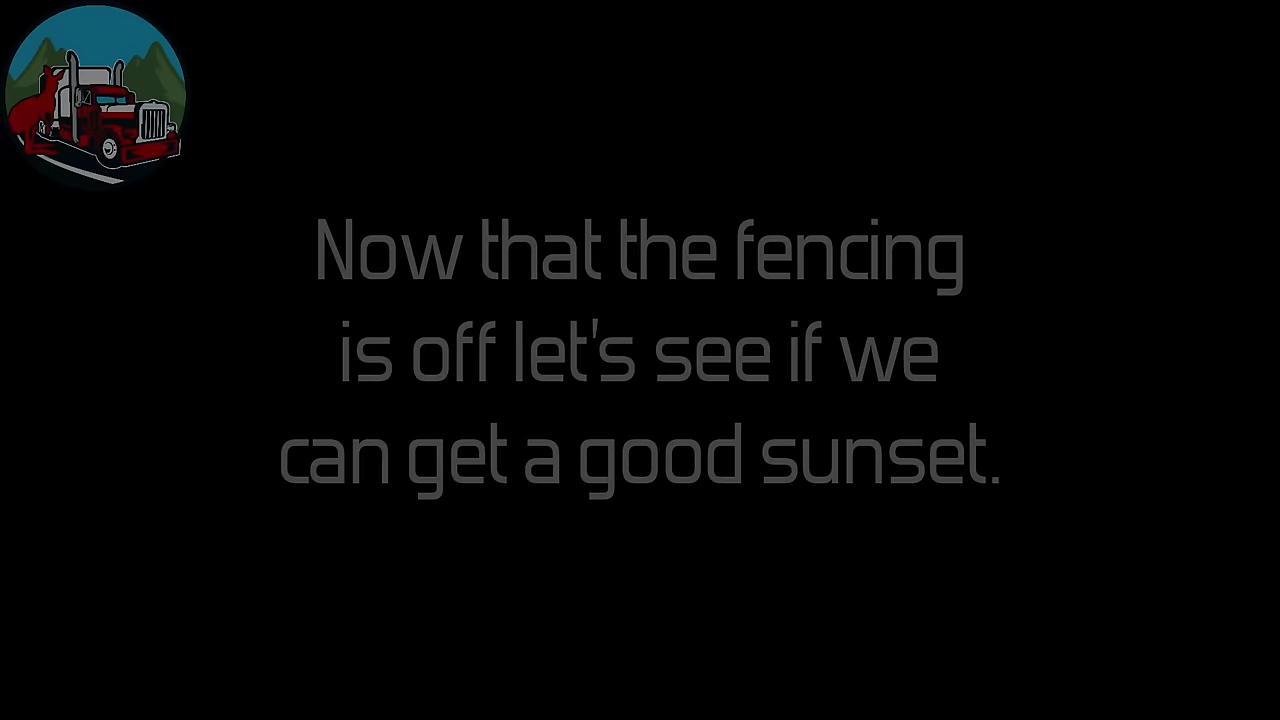 Now that the fencing
is off let's see if we
can get a good sunset.